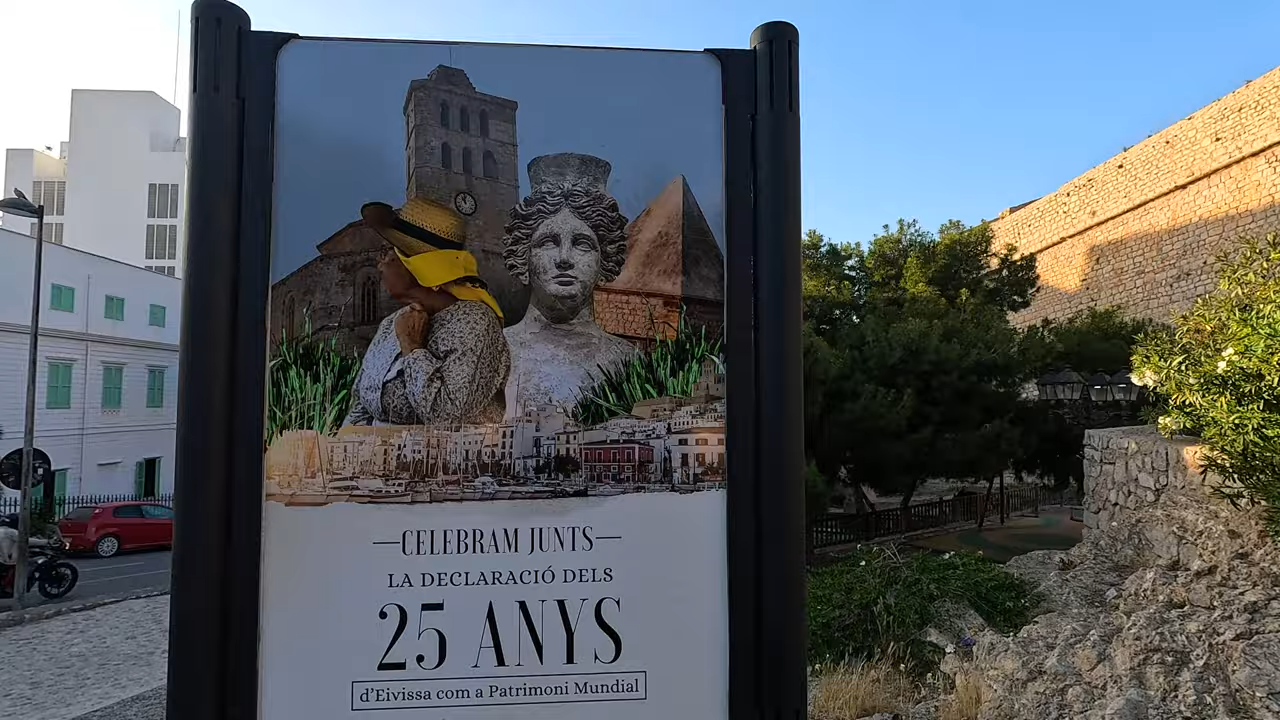 CELEBRAM JUNTS
LA DECLARACIÓ DELS
25 ANYS
d'Eivissa com a Patrimoni Mundial